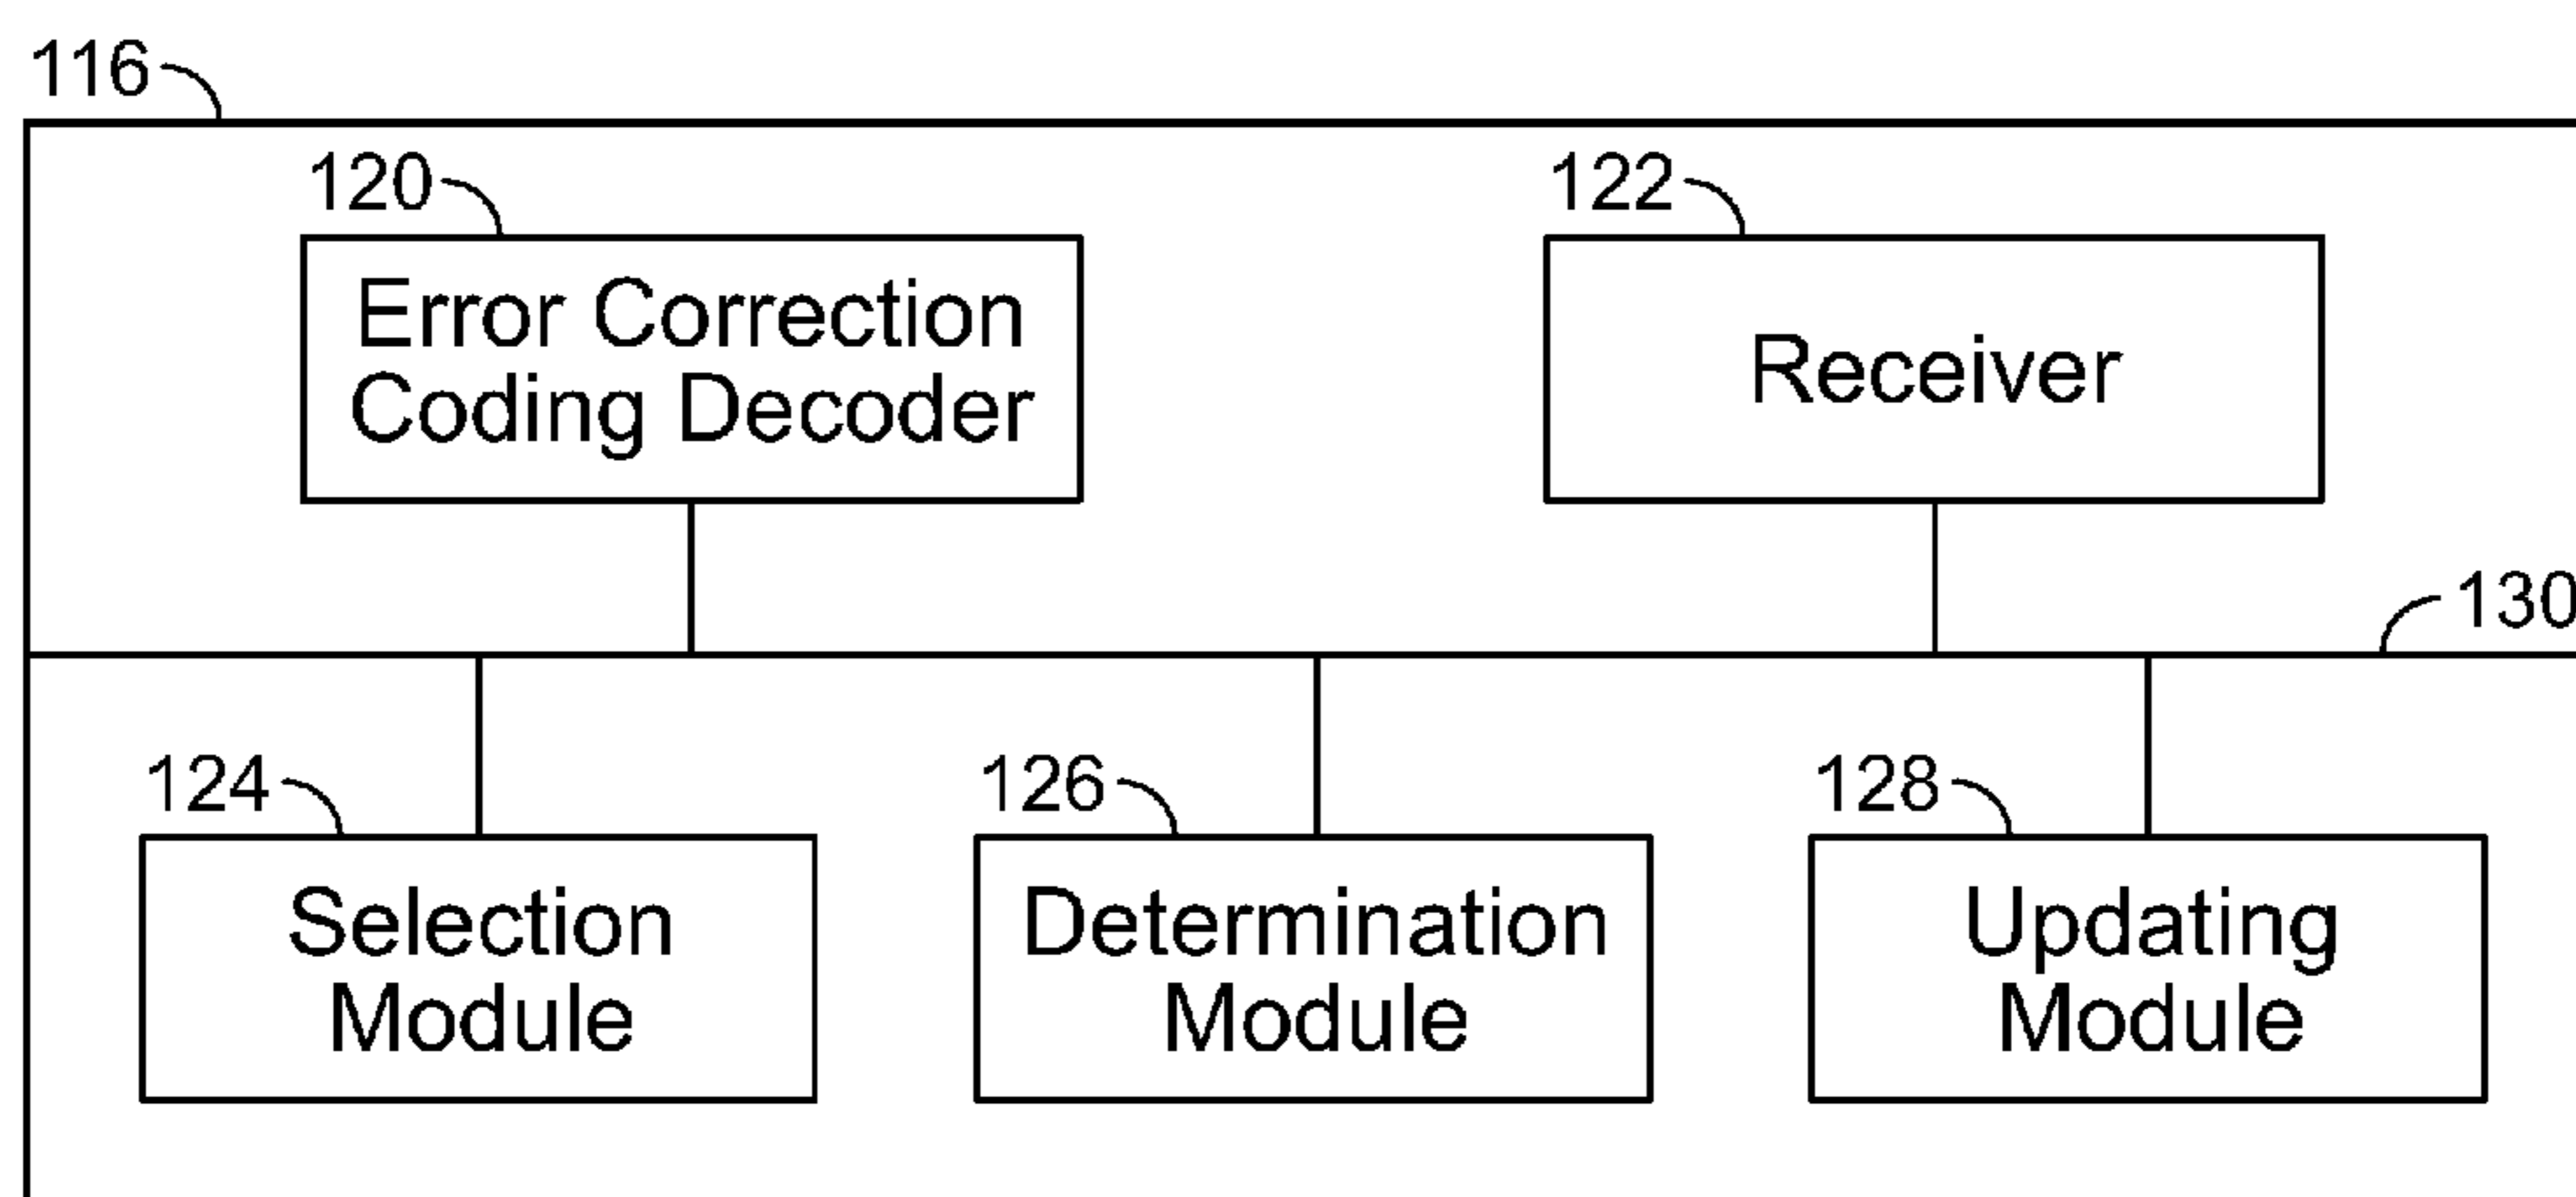 116
120
122
Error Correction
Coding Decoder
Receiver
130
124
126
128
Selection
Module
Determination
Module
Updating
Module